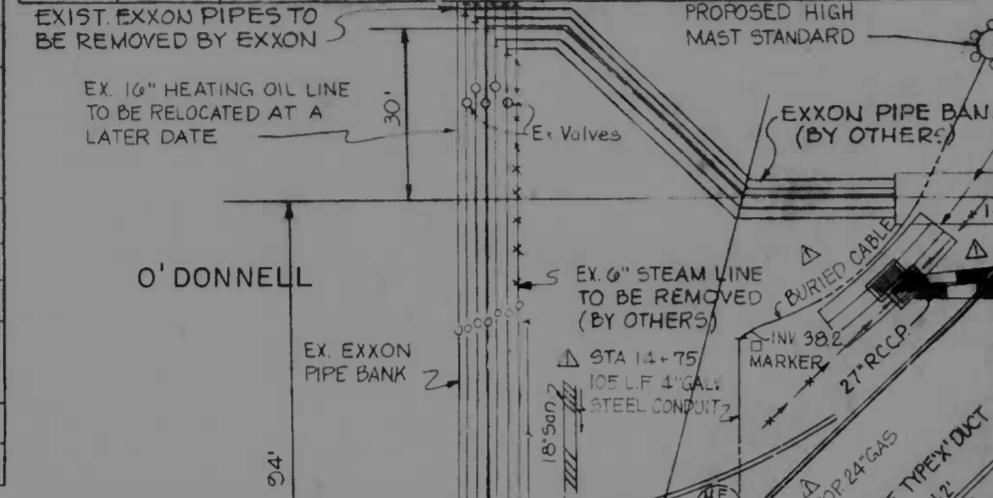 EXIST. EXXON PIPES TO
BE REMOVED BY EXXON
EX. 16" HEATING OIL LINE
TO BE RELOCATED AT A
LATER DATE
30'
Ex Valves
PROPOSED HIGH
MAST STANDARD
EXXON PIPE BAN
(BY OTHERS)
O'DONNELL
EX. 6" STEAM LINE
TO BE REMOVED
(BY OTHERS)
BURIED CABLE
INV 38.2
MARKER
EX. EXXON
PIPE BANK
STA 14+75
105 L.F 4" GALV.
STEEL CONDUIT
18" San
27" R.C.C.P.
94'
OP. 24" GAS
TYPE 'X' DUCT
2'